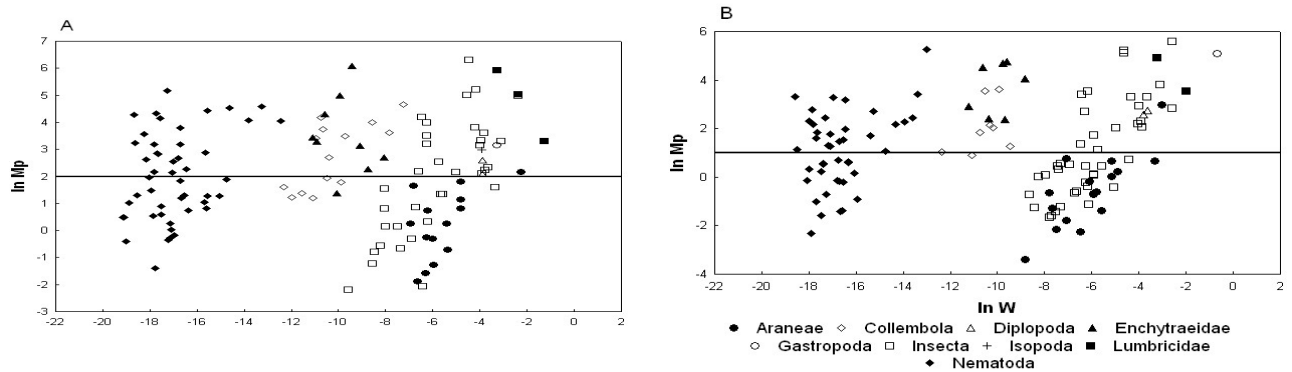 A
ln Mp
7
6
5
4
3
2
1
0
-1
-2
-3
-22 -20 -18 -16 -14 -12 -10 -8 -6 -4 -2 0 2
B
ln Mp
6
4
2
0
-2
-4
-22 -20 -18 -16 -14 -12 -10 -8 -6 -4 -2 0 2
ln W
Araneae Collembola Diplopoda Enchytraeidae
Gastropoda Insecta Isopoda Lumbricidae
Nematoda